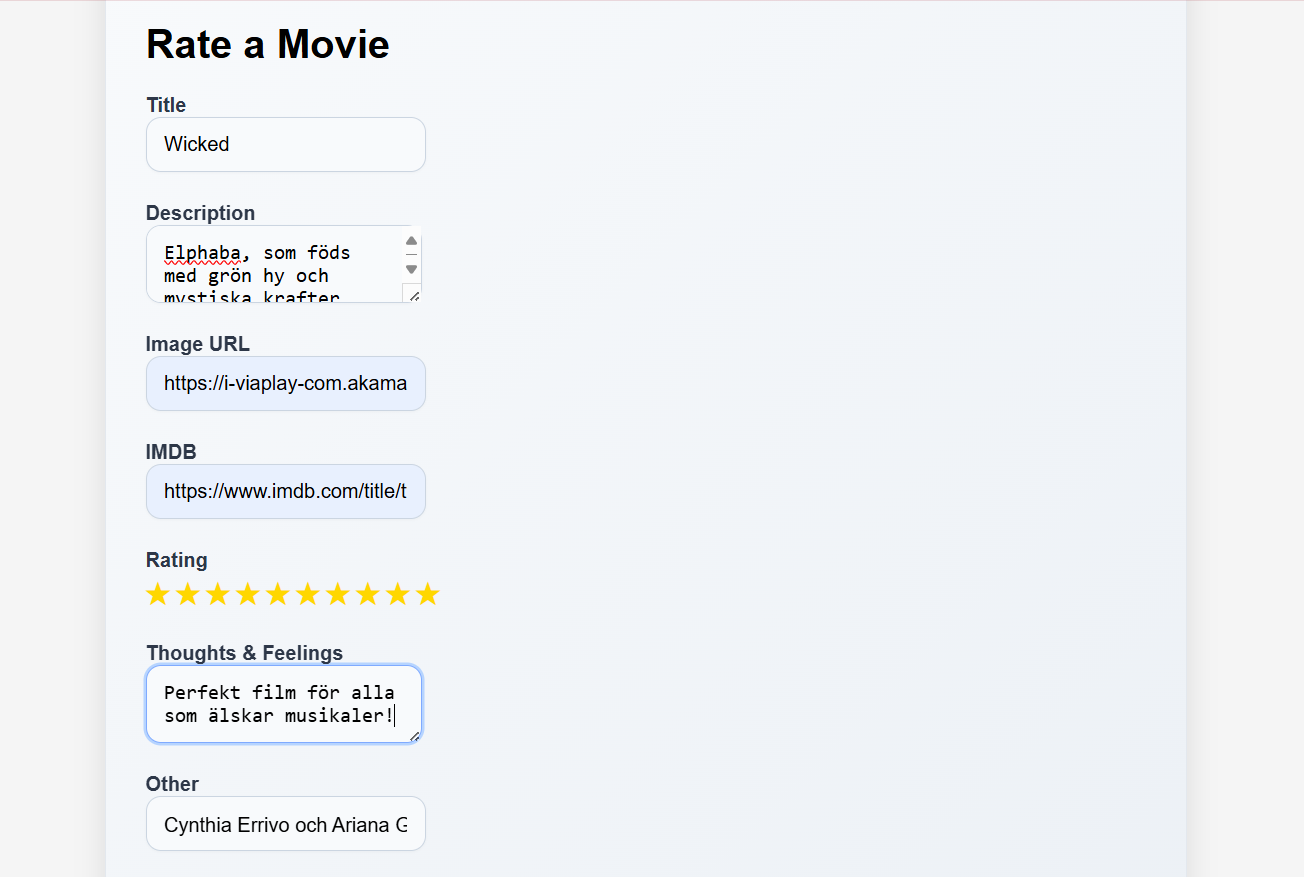 Rate a Movie
Title
Wicked
Description
Elphaba, som föds
med grön hy och
mystiska krafter
Image URL
https://i-viaplay-com.akama
IMDB
https://www.imdb.com/title/t
Rating
Thoughts & Feelings
Perfekt film för alla
som älskar musikaler!
Other
Cynthia Errivo och Ariana G